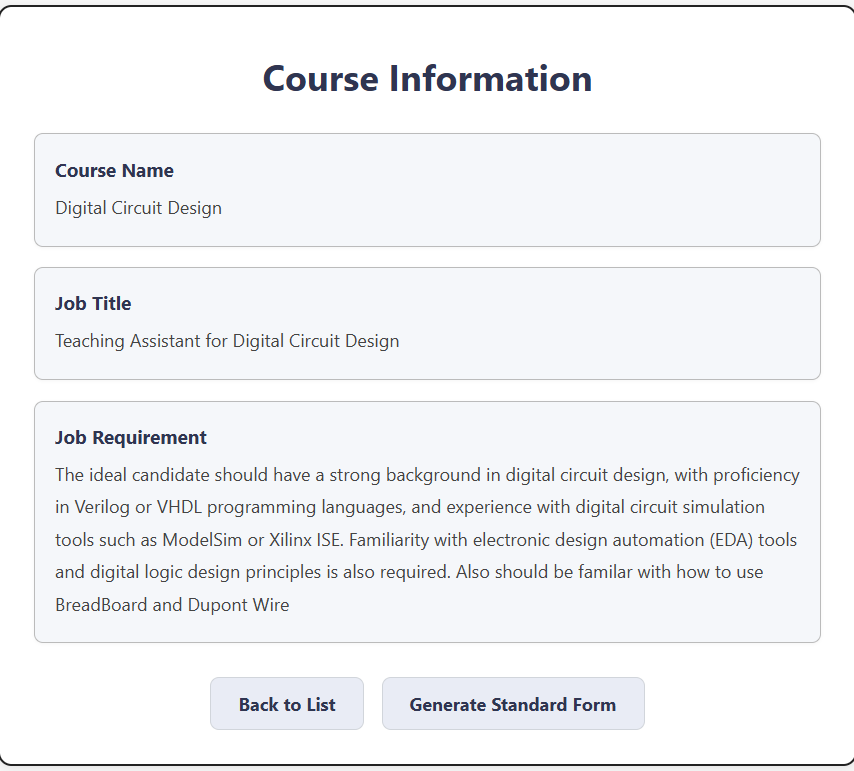 Course Information
Course Name
Digital Circuit Design
Job Title
Teaching Assistant for Digital Circuit Design
Job Requirement
The ideal candidate should have a strong background in digital circuit design, with proficiency
in Verilog or VHDL programming languages, and experience with digital circuit simulation
tools such as ModelSim or Xilinx ISE. Familiarity with electronic design automation (EDA) tools
and digital logic design principles is also required. Also should be familar with how to use
BreadBoard and Dupont Wire
Back to List
Generate Standard Form